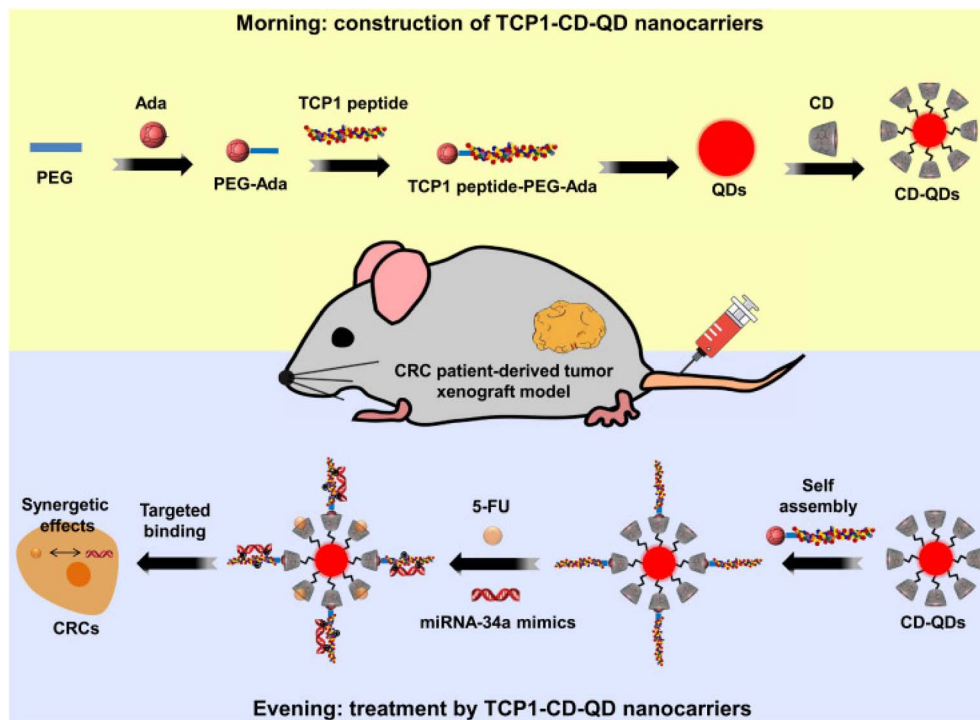 Morning: construction of TCP1-CD-QD nanocarriers
Ada
TCP1 peptide
CD
PEG
PEG-Ada
TCP1 peptide-PEG-Ada
QDs
CD-QDs
CRC patient-derived tumor
xenograft model
Synergetic
effects
Targeted
binding
5-FU
Self
assembly
miRNA-34a mimics
CRCs
CD-QDs
Evening: treatment by TCP1-CD-QD nanocarriers